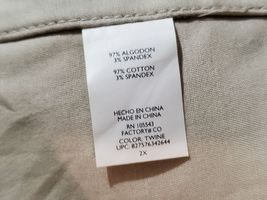 97% ALGODON
3% SPANDEX
97% COTTON
3% SPANDEX
HECHO EN CHINA
MADE IN CHINA
RN 105543
FACTORY# CO
COLOR, TWINE
UPC: 827576342644
2X